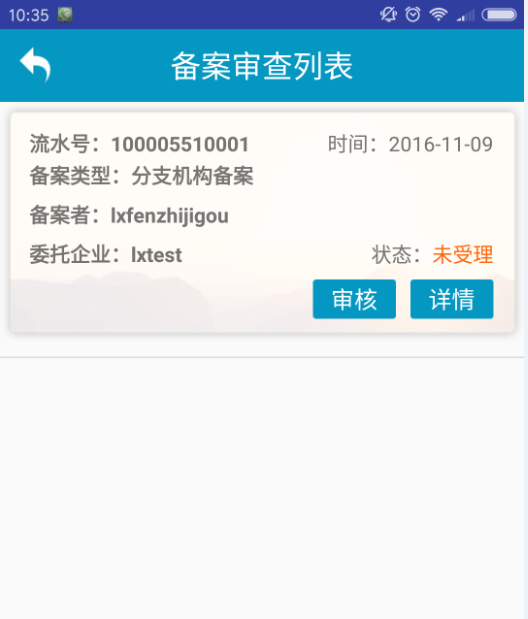 10:35
备案审查列表
流水号：100005510001 时间：2016-11-09
备案类型：分支机构备案
备案者：lxfenzhijigou
委托企业：lxtest 状态：未受理
审核 详情